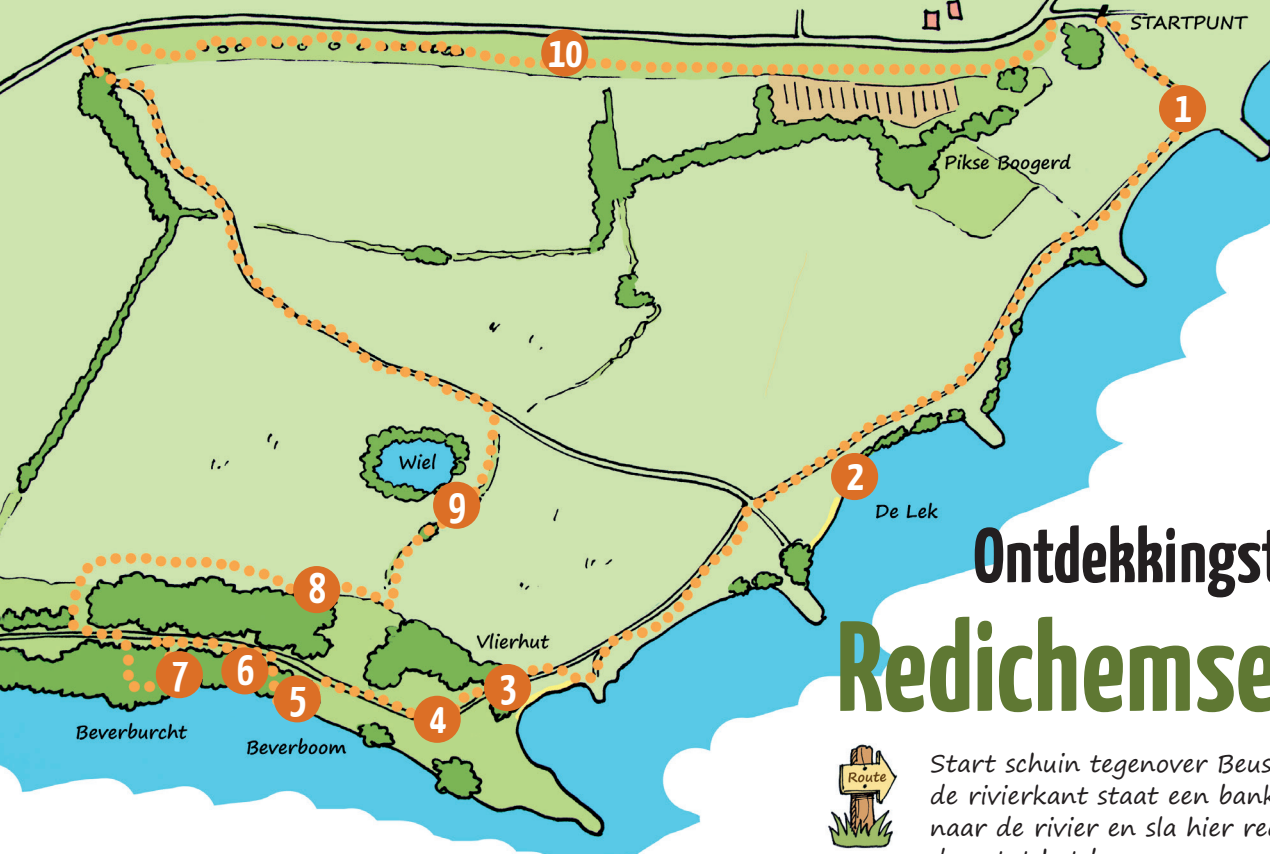 STARTPUNT
10
1
Pikse Boogerd
Wiel
9
2
De Lek
8
Vlierhut
3
7
6
5
4
Beverburcht
Beverboom
Ontdekkingst
Redichemse
Route
Start schuin tegenover Beus
de rivierkant staat een bank
naar de rivier en sla hier re